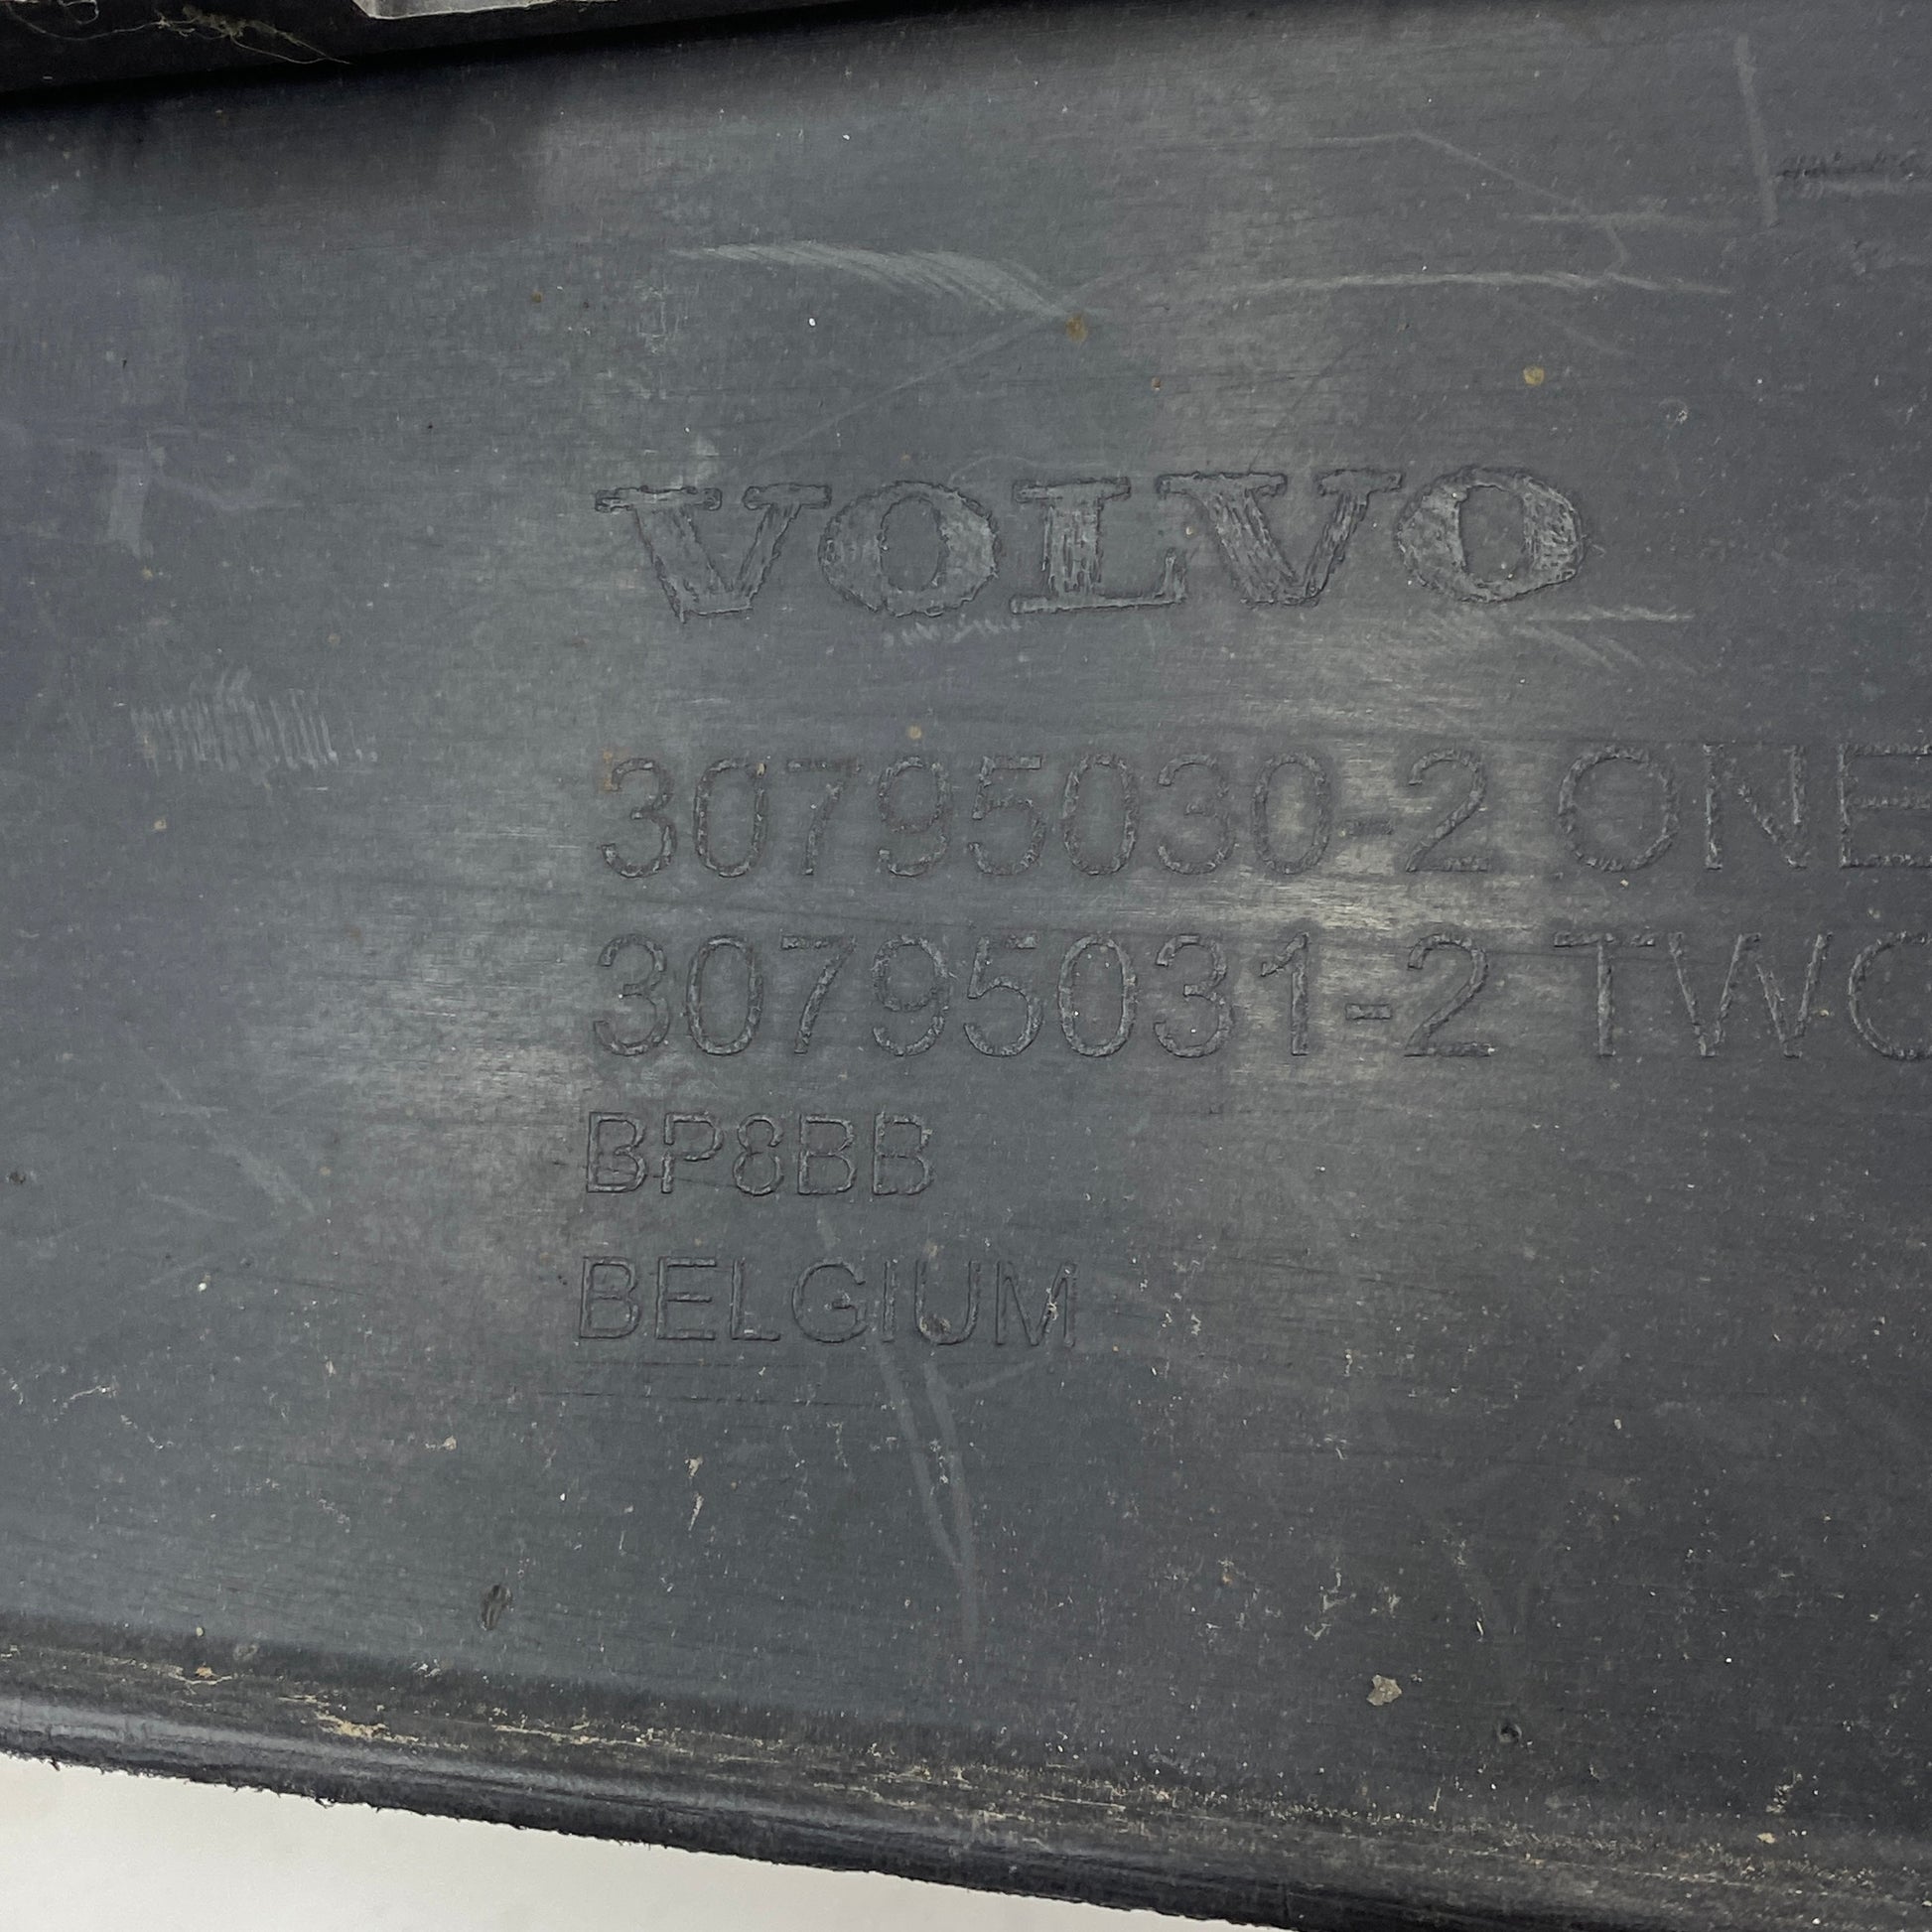 VOLVO
30795030-2 ONE
30795031-2 TWO
BP8BB
BELGIUM